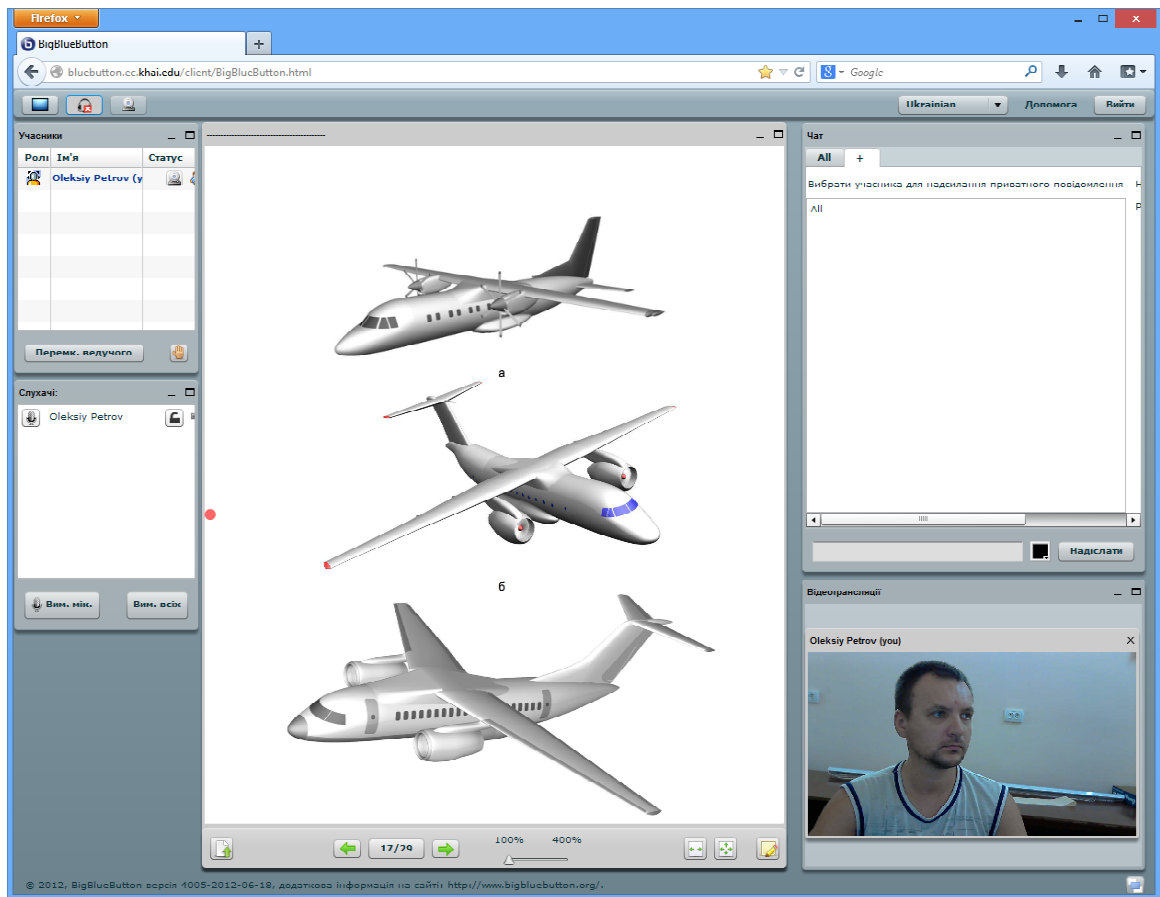 Firefox
BigBlueButton
bluebutton.cc.khai.edu/client/BigBlueButton.html
Google
Ukrainian
Допомога
Вийти
Учасники
Ролі Ім'я Статус
Oleksiy Petrov (y
Перемк. ведучого
Слухачі:
Oleksiy Petrov
Вим. мік.
Вим. всіх
а
б
17/29
100%
400%
Чат
All
+
Вибрати учасника для надсилання приватного повідомлення
All
Надіслати
Відеотрансляції
Oleksiy Petrov (you)
© 2012, BigBlueButton версія 4005-2012-06-18, додаткова інформація на сайті http://www.bigbluebutton.org/.